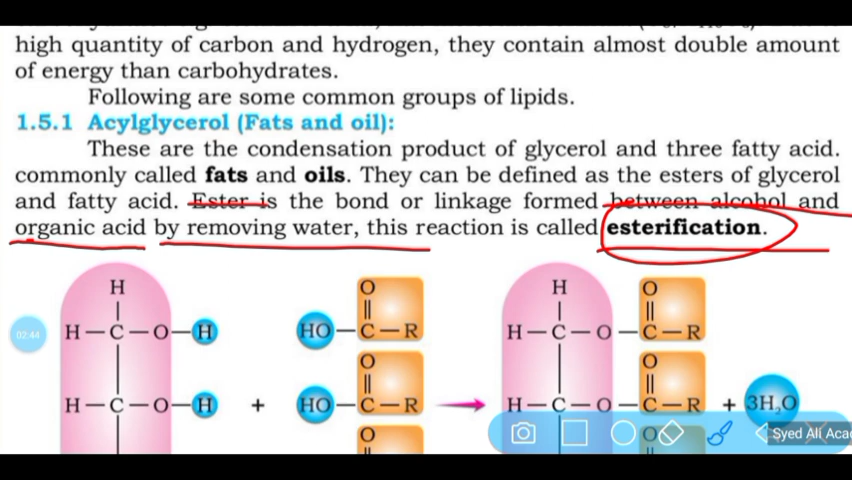 high quantity of carbon and hydrogen, they contain almost double amount
of energy than carbohydrates.
Following are some common groups of lipids.
1.5.1 Acylglycerol (Fats and oil):
These are the condensation product of glycerol and three fatty acid.
commonly called fats and oils. They can be defined as the esters of glycerol
and fatty acid. Ester is the bond or linkage formed between alcohol and
organic acid by removing water, this reaction is called esterification.
H O H O
H — C — O — H HO — C — R H — C — O — C — R
O O
H — C — O — H + HO — C — R H — C — O — C — R + 3H₂O
O O
02:44
Syed Ali